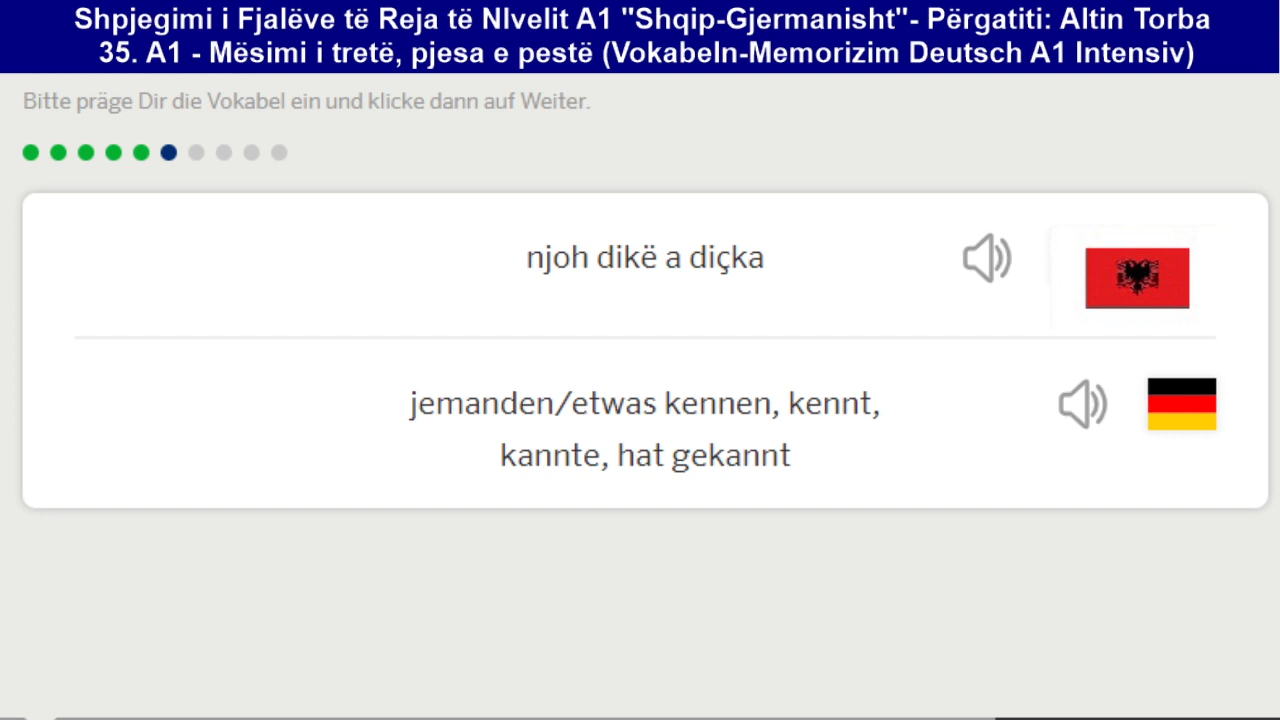 Shpjegimi i Fjalëve të Reja të NIvelit A1 "Shqip-Gjermanisht"- Përgatiti: Altin Torba
35. A1 - Mësimi i tretë, pjesa e pestë (Vokabeln-Memorizim Deutsch A1 Intensiv)
Bitte präge Dir die Vokabel ein und klicke dann auf Weiter.
njoh dikë a diçka
jemanden/etwas kennen, kennt,
kannte, hat gekannt